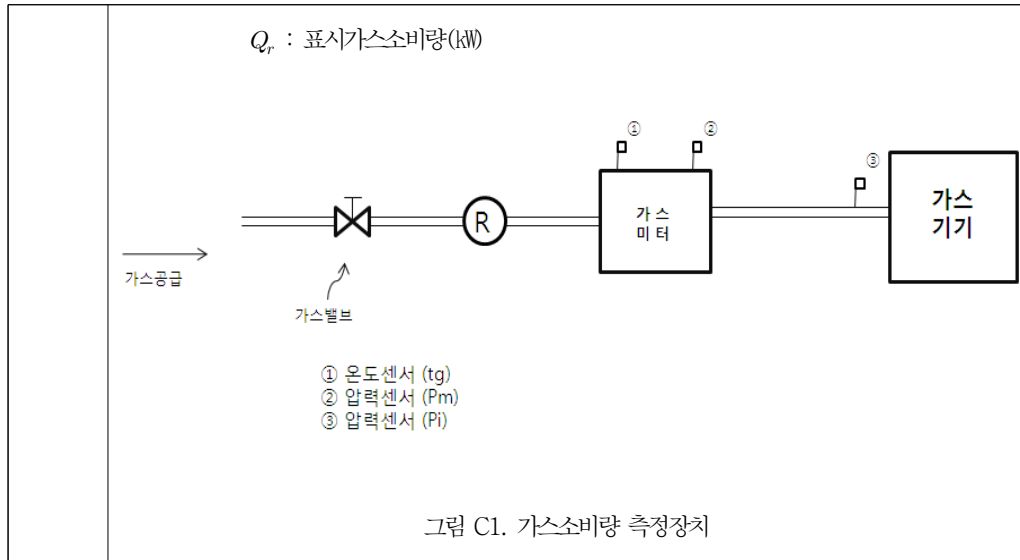 Qr : 표시가스소비량(㎾)
①
②
③
가스
기기
가 스
미 터
R
가스공급
가스밸브
① 온도센서 (tg)
② 압력센서 (Pm)
③ 압력센서 (Pi)
그림 C1. 가스소비량 측정장치